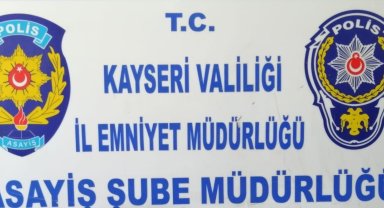 POLİS
T.C.
POLİS
KAYSERİ VALİLİĞİ
İL EMNİYET MÜDÜRLÜĞÜ
ASAYİŞ
ASAYİŞ ŞUBE MÜDÜRLÜĞÜ